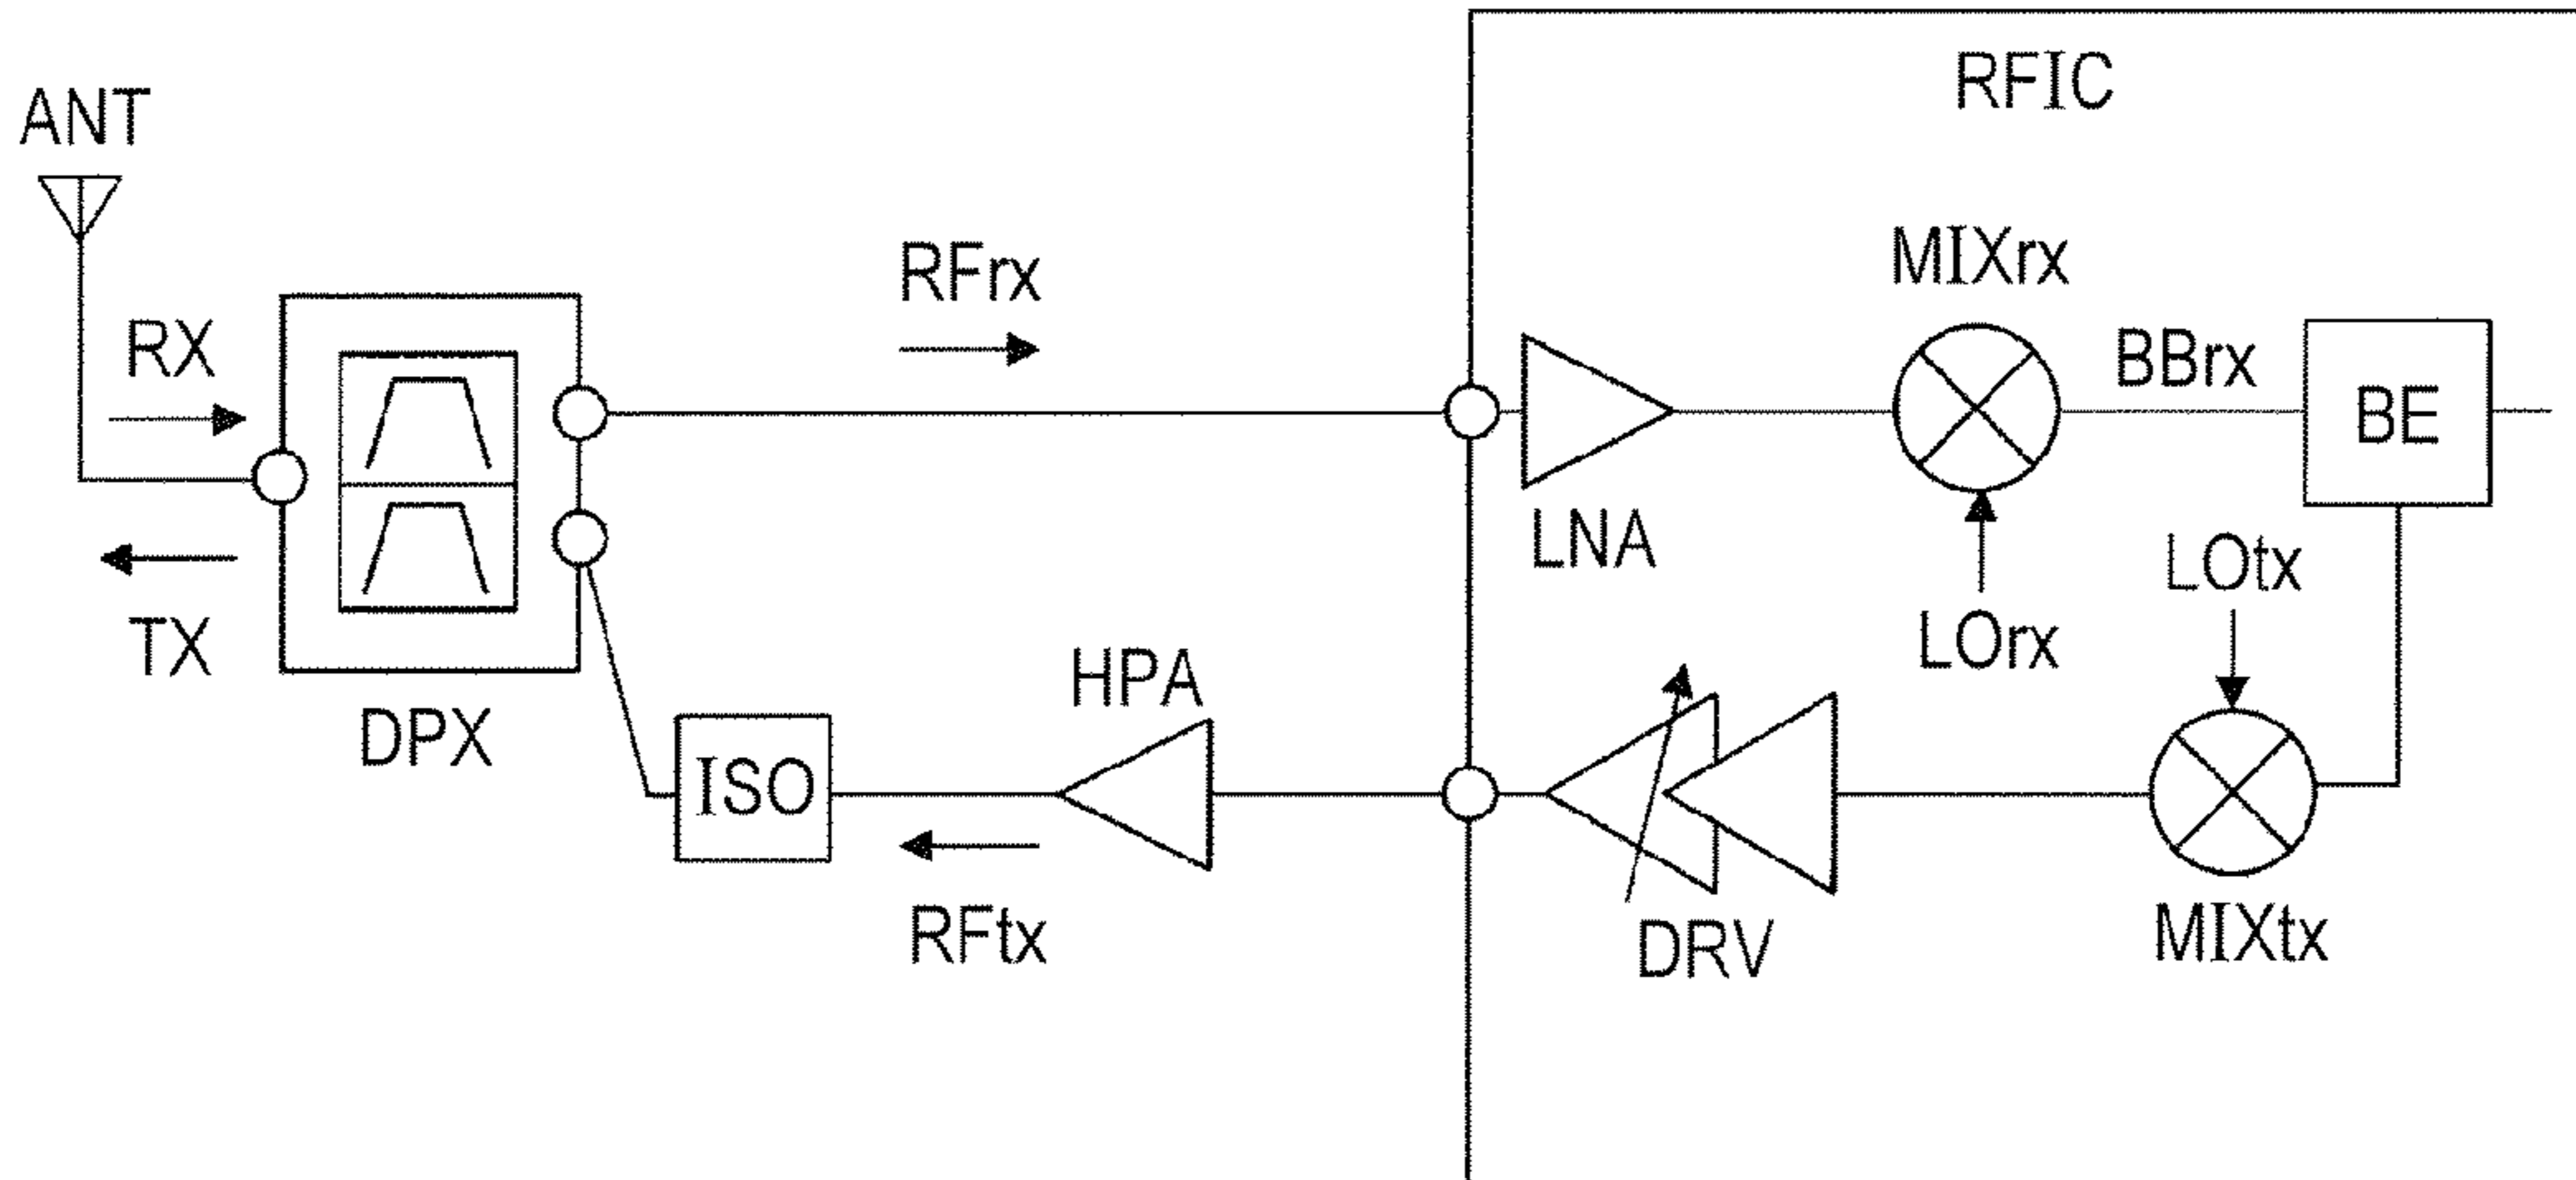 RFIC
ANT
MIXrx
RFrx
RX
BBrx
BE
LNA
LOtx
LOrx
TX
HPA
DPX
ISO
RFtx
DRV
MIXtx